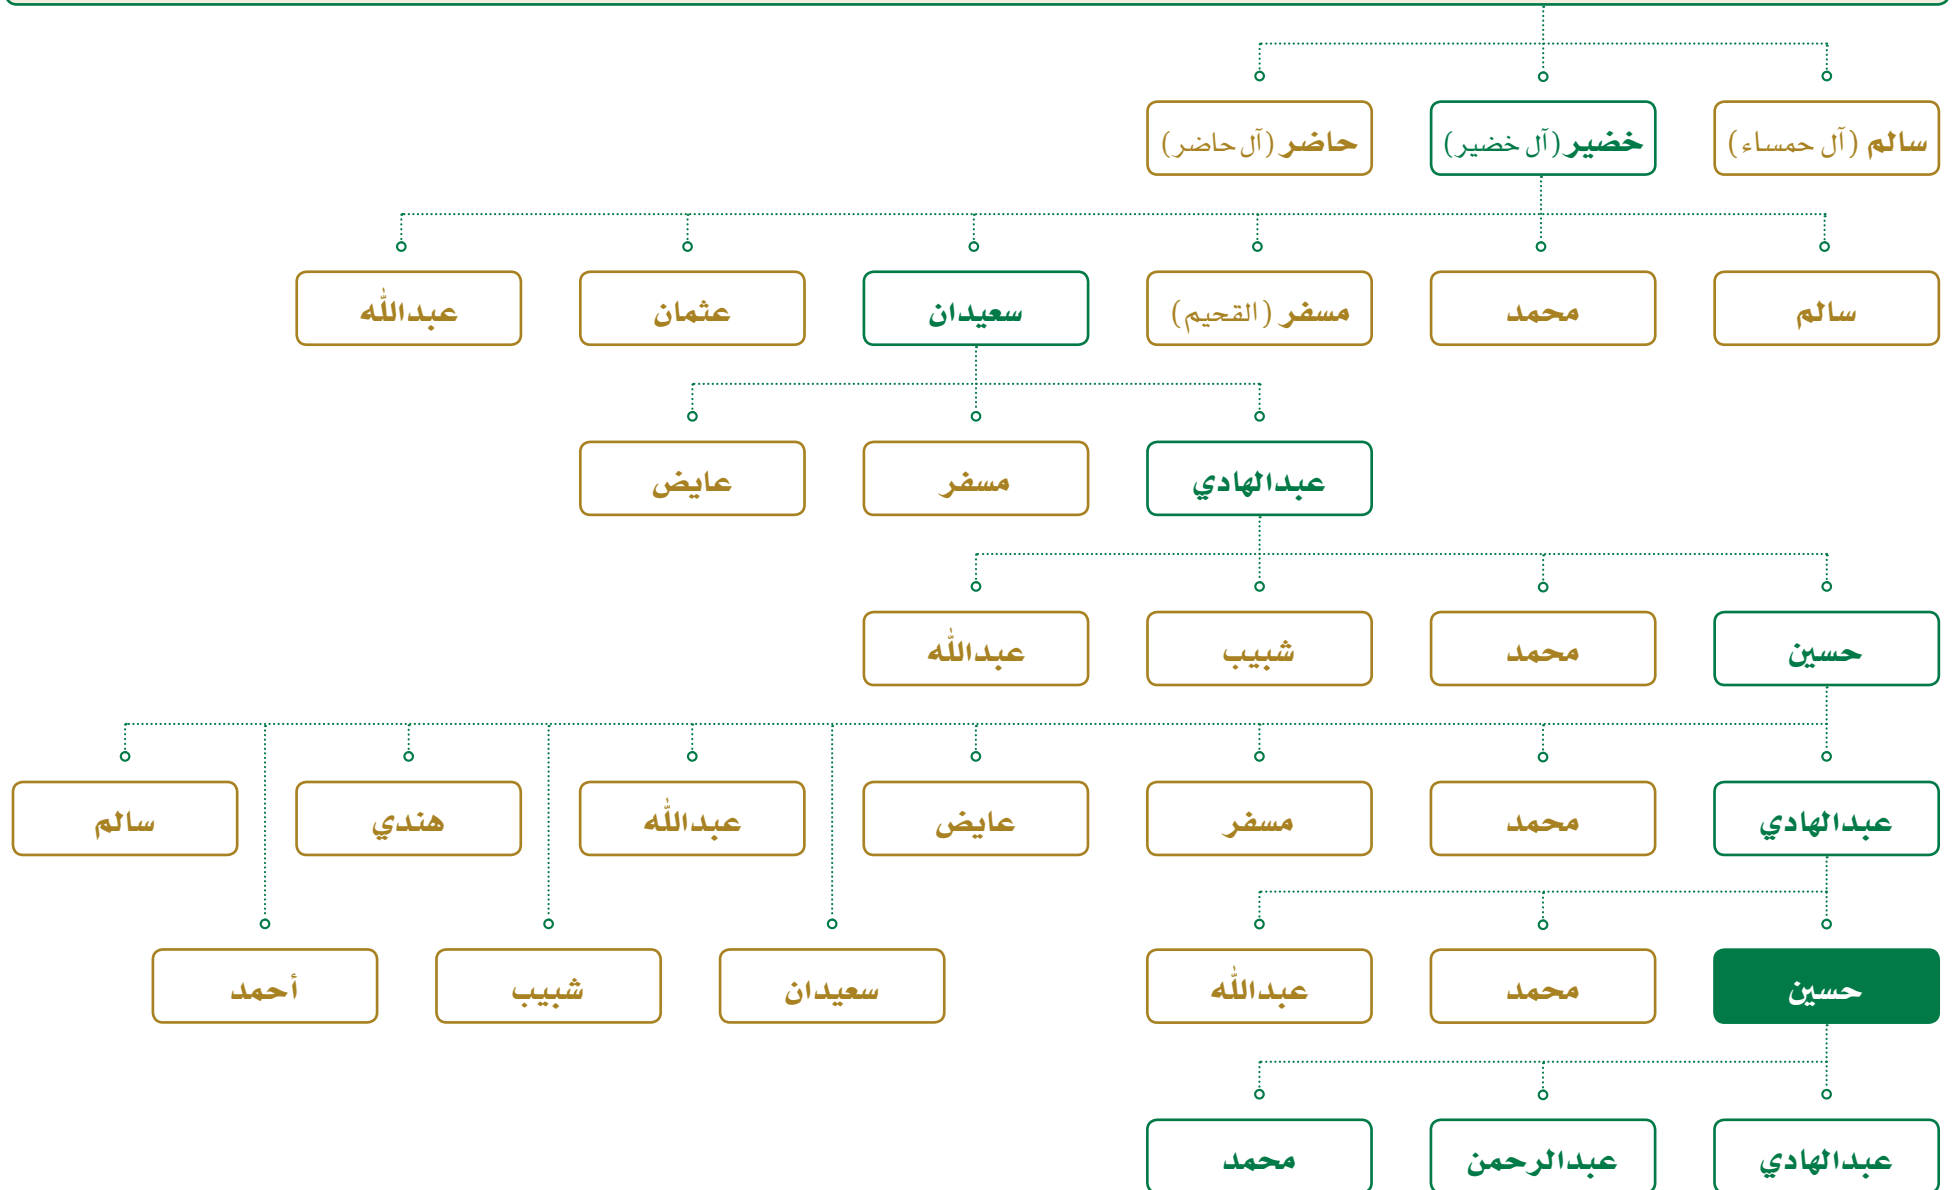 سالم (آل حمساء)
خضير (آل خضير)
حاضر (آل حاضر)
سالم
محمد
مسفر (القحيم)
سعيدان
عثمان
عبدالله
عبدالهادي
مسفر
عايض
حسين
محمد
شبيب
عبدالله
عبدالهادي
محمد
مسفر
عايض
عبدالله
هندي
سالم
حسين
محمد
عبدالله
سعيدان
شبيب
أحمد
عبدالهادي
عبدالرحمن
محمد